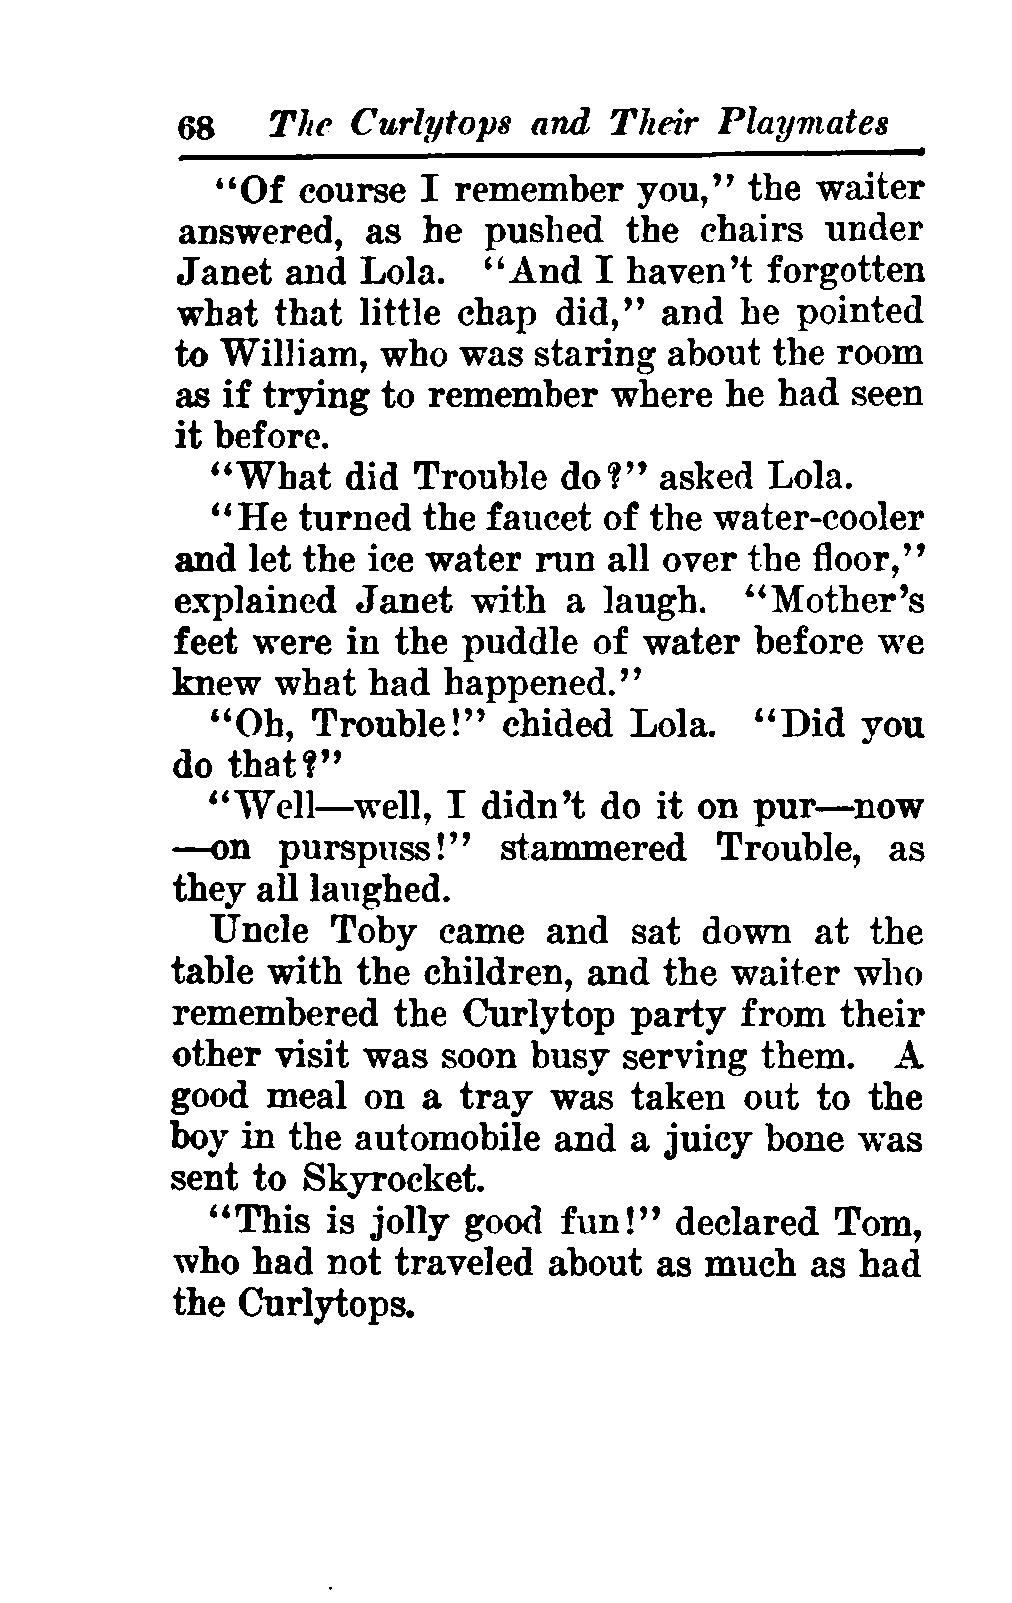 68 The Curlytops and Their Playmates
“Of course I remember you,” the waiter
answered, as he pushed the chairs under
Janet and Lola. “And I haven’t forgotten
what that little chap did,” and he pointed
to William, who was staring about the room
as if trying to remember where he had seen
it before.
“What did Trouble do?” asked Lola.
“He turned the faucet of the water-cooler
and let the ice water run all over the floor,”
explained Janet with a laugh. “Mother’s
feet were in the puddle of water before we
knew what had happened.”
“Oh, Trouble!” chided Lola. “Did you
do that?”
“Well—well, I didn’t do it on pur—now
—on purspuss!” stammered Trouble, as
they all laughed.
Uncle Toby came and sat down at the
table with the children, and the waiter who
remembered the Curlytop party from their
other visit was soon busy serving them. A
good meal on a tray was taken out to the
boy in the automobile and a juicy bone was
sent to Skyrocket.
“This is jolly good fun!” declared Tom,
who had not traveled about as much as had
the Curlytops.